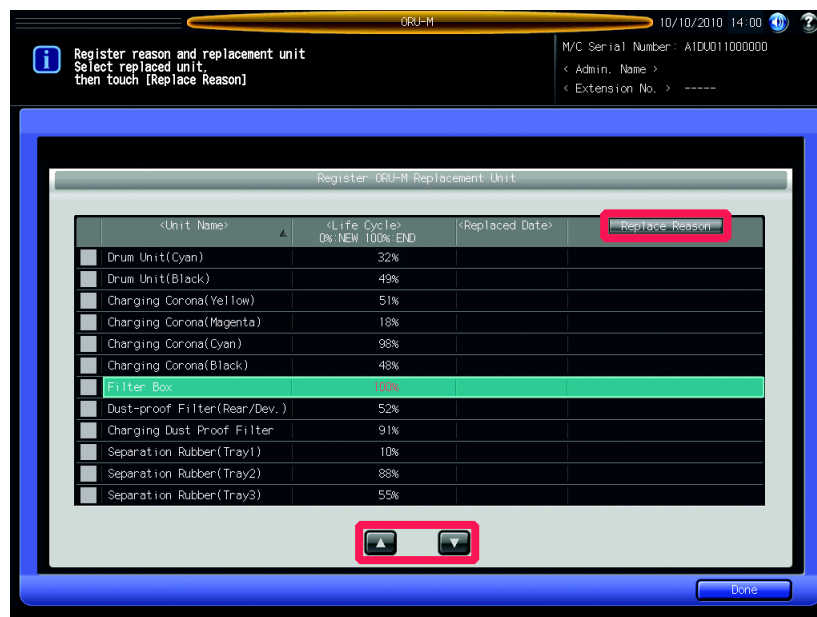 ORU-M
10/10/2010 14:00
Register reason and replacement unit
Select replaced unit,
then touch [Replace Reason]
M/C Serial Number: A1DU011000000
< Admin. Name >
< Extension No. > -----
Register ORU-M Replacement Unit
<Unit Name> <Life Cycle> <Replaced Date> Replace Reason
0%:NEW 100%:END
Drum Unit(Cyan) 32%
Drum Unit(Black) 49%
Charging Corona(Yellow) 51%
Charging Corona(Magenta) 18%
Charging Corona(Cyan) 98%
Charging Corona(Black) 48%
Filter Box 100%
Dust-proof Filter(Rear/Dev.) 52%
Charging Dust Proof Filter 91%
Separation Rubber(Tray1) 10%
Separation Rubber(Tray2) 88%
Separation Rubber(Tray3) 55%
Done